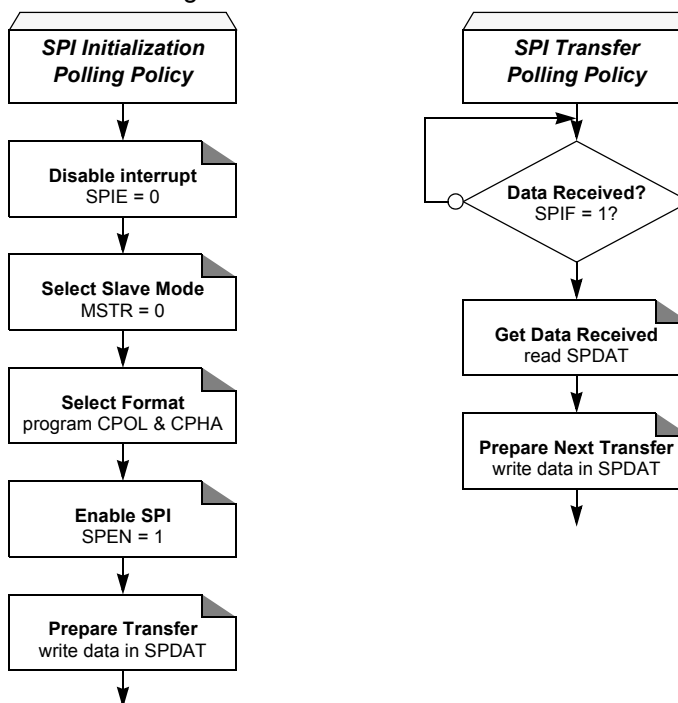 SPI Initialization
Polling Policy
Disable interrupt
SPIE = 0
Select Slave Mode
MSTR = 0
Select Format
program CPOL & CPHA
Enable SPI
SPEN = 1
Prepare Transfer
write data in SPDAT
SPI Transfer
Polling Policy
Data Received?
SPIF = 1?
Get Data Received
read SPDAT
Prepare Next Transfer
write data in SPDAT